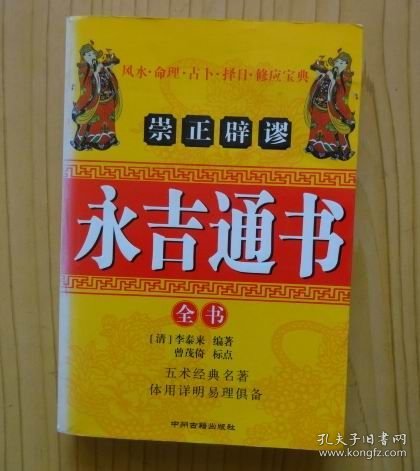 风水·命理·占卜·择日·修应宝典
崇正辟谬
永吉通书
全书
［清］李泰来 编著
曾茂倚 标点
五术经典名著
体用详明易理俱备
中州古籍出版社
孔夫子旧书网
www.kongfz.com